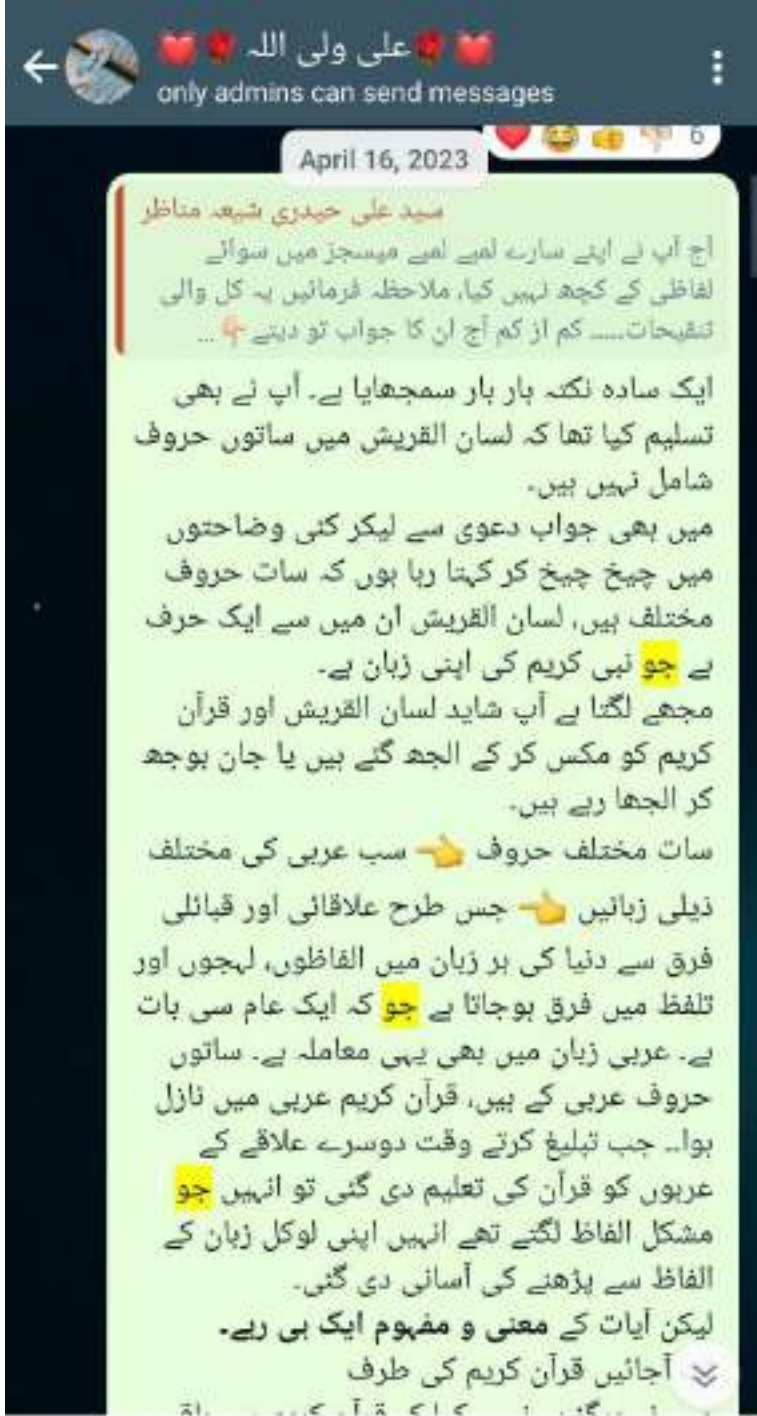 ❤️🌹علی ولی اللہ🌹❤️
only admins can send messages
6
April 16, 2023
سید علی حیدری شیعہ مناظر
آج آپ نے اپنے سارے لمبے لمبے میسجز میں سوائے
لفاظی کے کچھ نہیں کیا، ملاحظہ فرمائیں یہ کل والی
تنقیحات..... کم از کم آج ان کا جواب تو دیتے👇 ...
ایک سادہ نکتہ بار بار سمجھایا ہے۔ آپ نے بھی
تسلیم کیا تھا کہ لسان القریش میں ساتوں حروف
شامل نہیں ہیں۔
میں بھی جواب دعوی سے لیکر کئی وضاحتوں
میں چیخ چیخ کر کہتا رہا ہوں کہ سات حروف
مختلف ہیں، لسان القریش ان میں سے ایک حرف
ہے جو نبی کریم کی اپنی زبان ہے۔
مجھے لگتا ہے آپ شاید لسان القریش اور قرآن
کریم کو مکس کر کے الجھ گئے ہیں یا جان بوجھ
کر الجھا رہے ہیں۔
سات مختلف حروف 👈 سب عربی کی مختلف
ذیلی زبانیں 👈 جس طرح علاقائی اور قبائلی
فرق سے دنیا کی ہر زبان میں الفاظوں، لہجوں اور
تلفظ میں فرق ہوجاتا ہے جو کہ ایک عام سی بات
ہے۔ عربی زبان میں بھی یہی معاملہ ہے۔ ساتوں
حروف عربی کے ہیں، قرآن کریم عربی میں نازل
ہوا.. جب تبلیغ کرتے وقت دوسرے علاقے کے
عربوں کو قرآن کی تعلیم دی گئی تو انہیں جو
مشکل الفاظ لگتے تھے انہیں اپنی لوکل زبان کے
الفاظ سے پڑھنے کی آسانی دی گئی۔
لیکن آیات کے معنی و مفہوم ایک ہی رہے۔
آجائیں قرآن کریم کی طرف